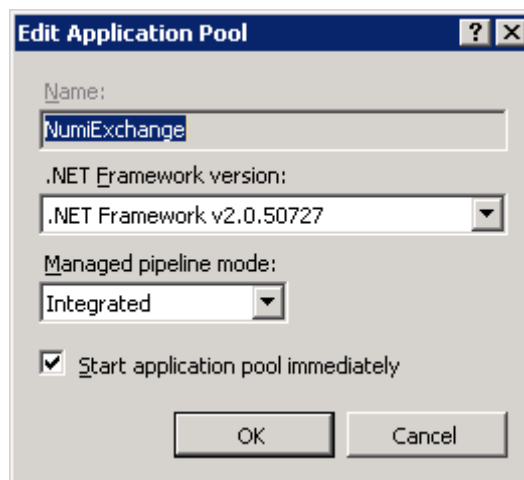 Edit Application Pool
Name:
NumiExchange
.NET Framework version:
.NET Framework v2.0.50727
Managed pipeline mode:
Integrated
Start application pool immediately
OK Cancel